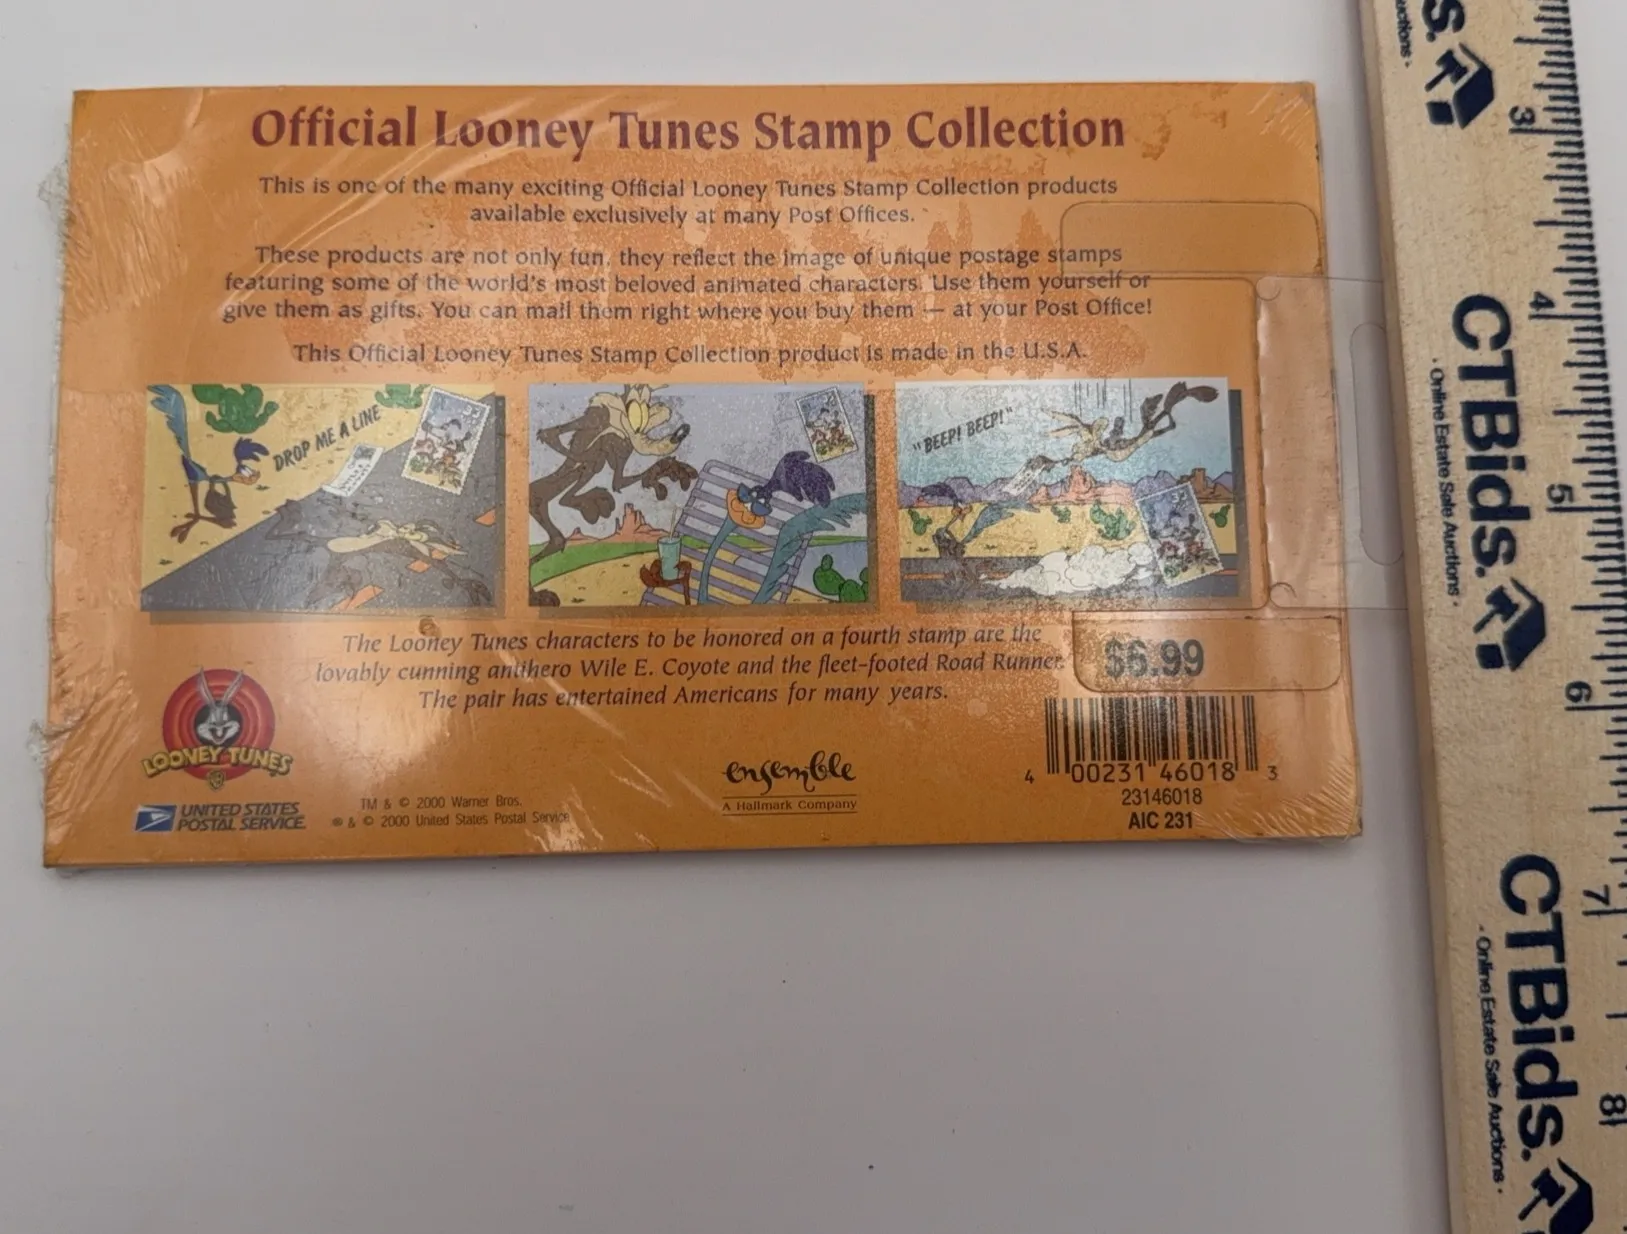 Official Looney Tunes Stamp Collection
This is one of the many exciting Official Looney Tunes Stamp Collection products
available exclusively at many Post Offices.
These products are not only fun, they reflect the image of unique postage stamps
featuring some of the world's most beloved animated characters. Use them yourself or
give them as gifts. You can mail them right where you buy them — at your Post Office!
This Official Looney Tunes Stamp Collection product is made in the U.S.A.
DROP ME A LINE
"BEEP! BEEP!"
The Looney Tunes characters to be honored on a fourth stamp are the
lovably cunning antihero Wile E. Coyote and the fleet-footed Road Runner.
The pair has entertained Americans for many years.
$6.99
LOONEY TUNES
UNITED STATES
POSTAL SERVICE
TM & © 2000 Warner Bros.
® & © 2000 United States Postal Service
ensemble
A Hallmark Company
4 00231 46018 3
23146018
AIC 231
3
4
5
6
7
8
CTBids.
· Online Estate Sale Auctions ·
CTBids.
· Online Estate Sale Auctions ·